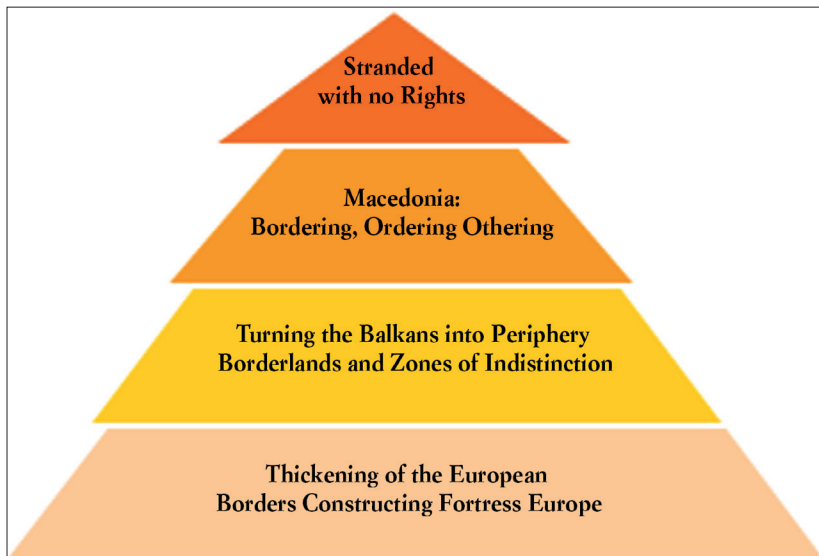 Stranded
with no Rights
Macedonia:
Bordering, Ordering Othering
Turning the Balkans into Periphery
Borderlands and Zones of Indistinction
Thickening of the European
Borders Constructing Fortress Europe